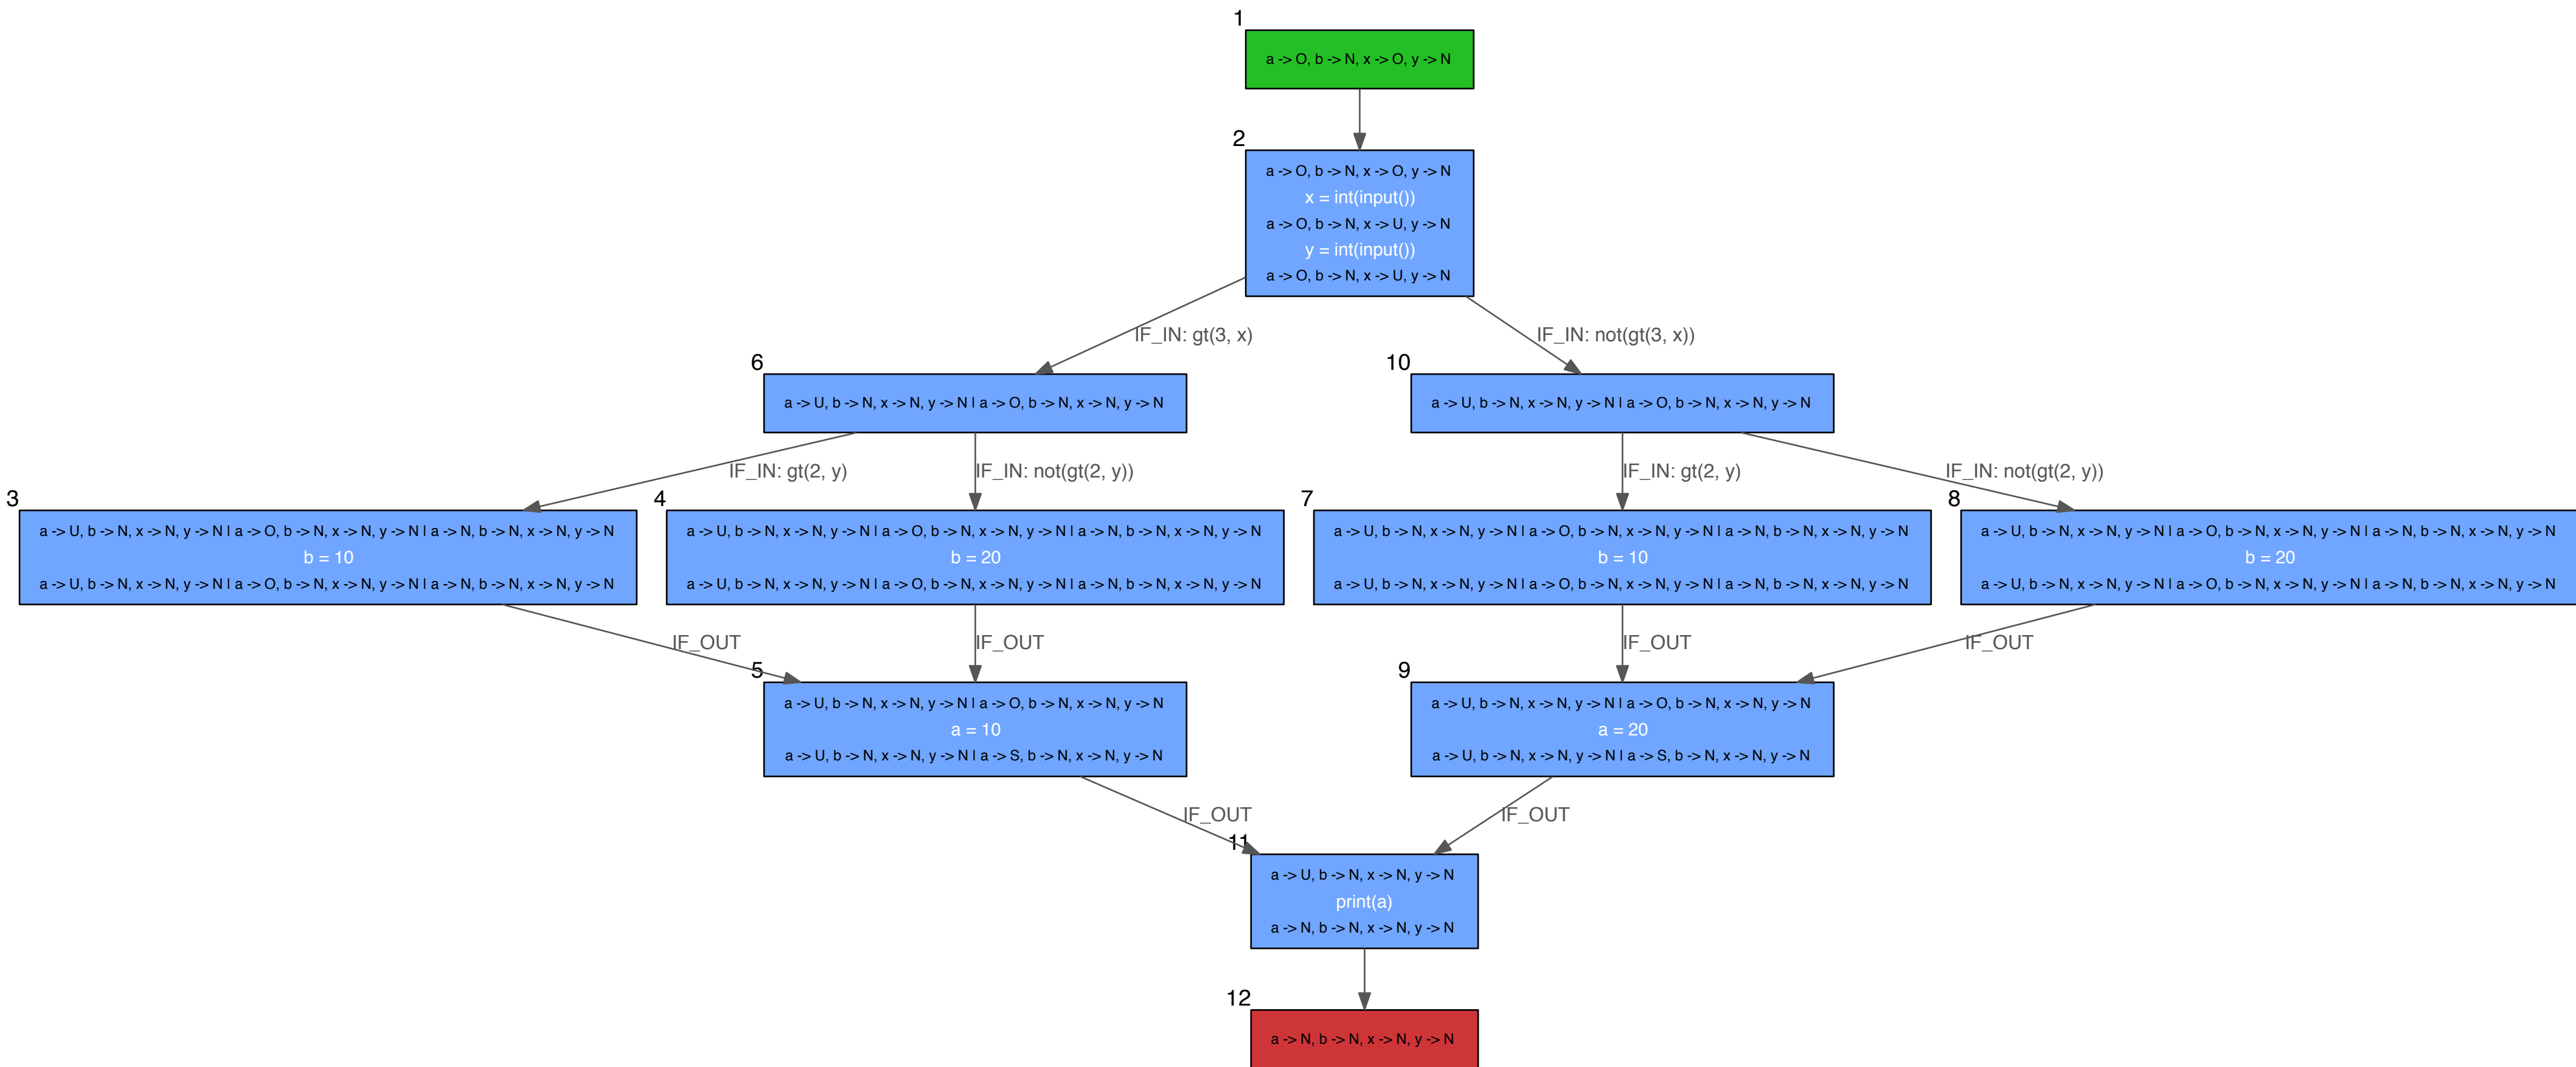 1
a -> O, b -> N, x -> O, y -> N
2
a -> O, b -> N, x -> O, y -> N
x = int(input())
a -> O, b -> N, x -> U, y -> N
y = int(input())
a -> O, b -> N, x -> U, y -> N
IF_IN: gt(3, x)
IF_IN: not(gt(3, x))
6
a -> U, b -> N, x -> N, y -> N | a -> O, b -> N, x -> N, y -> N
10
a -> U, b -> N, x -> N, y -> N | a -> O, b -> N, x -> N, y -> N
IF_IN: gt(2, y)
IF_IN: not(gt(2, y))
IF_IN: gt(2, y)
IF_IN: not(gt(2, y))
3
a -> U, b -> N, x -> N, y -> N | a -> O, b -> N, x -> N, y -> N | a -> N, b -> N, x -> N, y -> N
b = 10
a -> U, b -> N, x -> N, y -> N | a -> O, b -> N, x -> N, y -> N | a -> N, b -> N, x -> N, y -> N
4
a -> U, b -> N, x -> N, y -> N | a -> O, b -> N, x -> N, y -> N | a -> N, b -> N, x -> N, y -> N
b = 20
a -> U, b -> N, x -> N, y -> N | a -> O, b -> N, x -> N, y -> N | a -> N, b -> N, x -> N, y -> N
7
a -> U, b -> N, x -> N, y -> N | a -> O, b -> N, x -> N, y -> N | a -> N, b -> N, x -> N, y -> N
b = 10
a -> U, b -> N, x -> N, y -> N | a -> O, b -> N, x -> N, y -> N | a -> N, b -> N, x -> N, y -> N
8
a -> U, b -> N, x -> N, y -> N | a -> O, b -> N, x -> N, y -> N | a -> N, b -> N, x -> N, y -> N
b = 20
a -> U, b -> N, x -> N, y -> N | a -> O, b -> N, x -> N, y -> N | a -> N, b -> N, x -> N, y -> N
IF_OUT
IF_OUT
IF_OUT
IF_OUT
5
a -> U, b -> N, x -> N, y -> N | a -> O, b -> N, x -> N, y -> N
a = 10
a -> U, b -> N, x -> N, y -> N | a -> S, b -> N, x -> N, y -> N
9
a -> U, b -> N, x -> N, y -> N | a -> O, b -> N, x -> N, y -> N
a = 20
a -> U, b -> N, x -> N, y -> N | a -> S, b -> N, x -> N, y -> N
IF_OUT
IF_OUT
11
a -> U, b -> N, x -> N, y -> N
print(a)
a -> N, b -> N, x -> N, y -> N
12
a -> N, b -> N, x -> N, y -> N